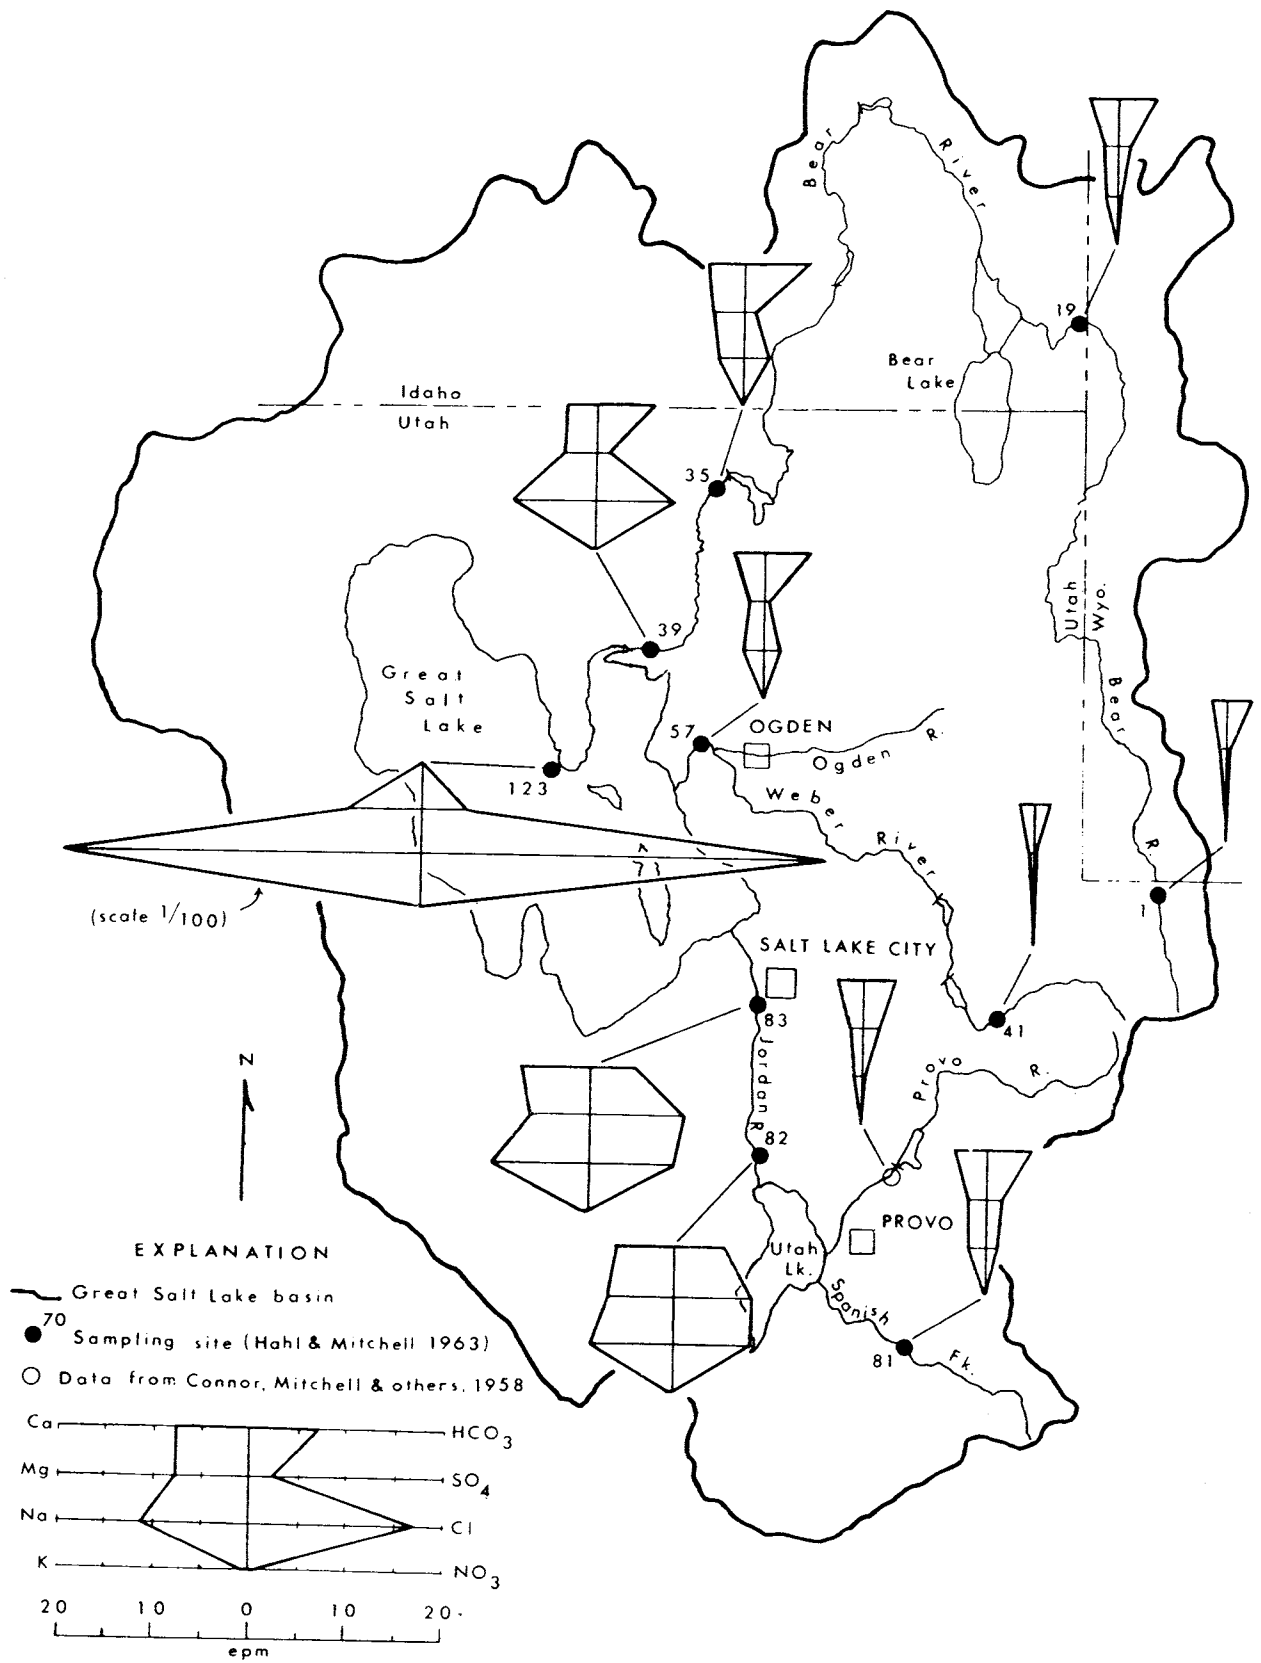 Bear
River
19
Bear
Lake
Idaho
Utah
35
39
Utah
Wyo.
Great
Salt
Lake
Bear
R.
57
OGDEN
Ogden
R.
123
Weber
River
(scale 1/100)
1
SALT LAKE CITY
83
41
Jordan R.
Provo
R.
N
82
PROVO
Utah
Lk.
Spanish
Fk.
81
EXPLANATION
Great Salt Lake basin
70
Sampling site (Hahl & Mitchell 1963)
Data from Connor, Mitchell & others, 1958
Ca HCO3
Mg SO4
Na Cl
K NO3
20 10 0 10 20
epm